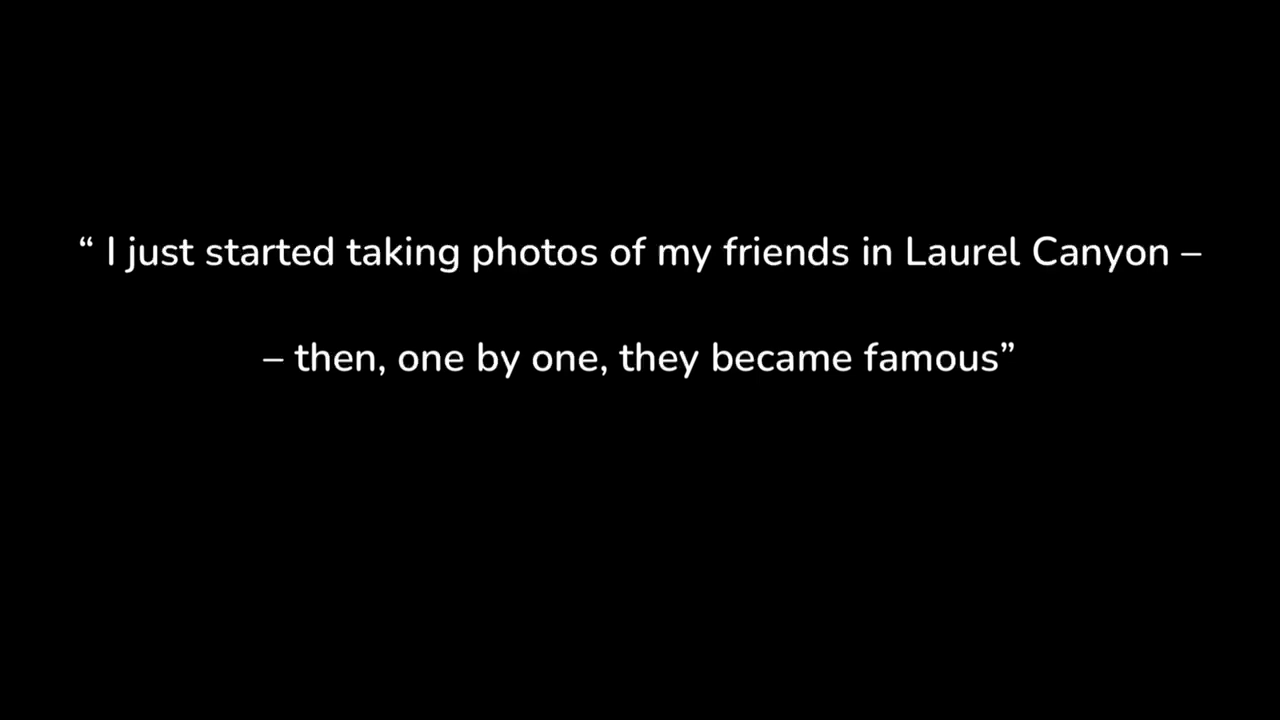 “ I just started taking photos of my friends in Laurel Canyon –
– then, one by one, they became famous”